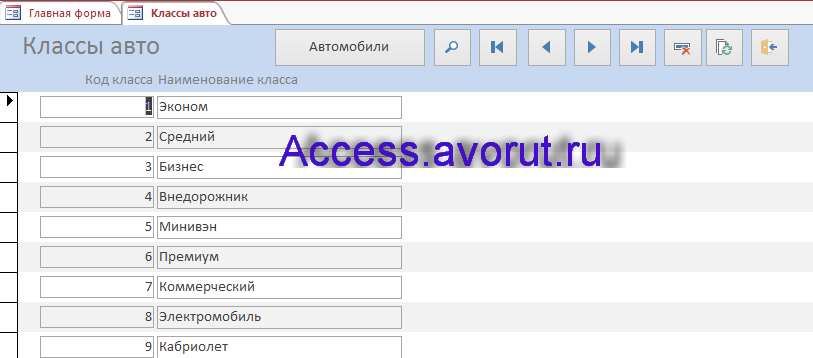 Главная форма Классы авто
Классы авто Автомобили
Код класса Наименование класса
1 Эконом
2 Средний
Access.avorut.ru
3 Бизнес
4 Внедорожник
5 Минивэн
6 Премиум
7 Коммерческий
8 Электромобиль
9 Кабриолет